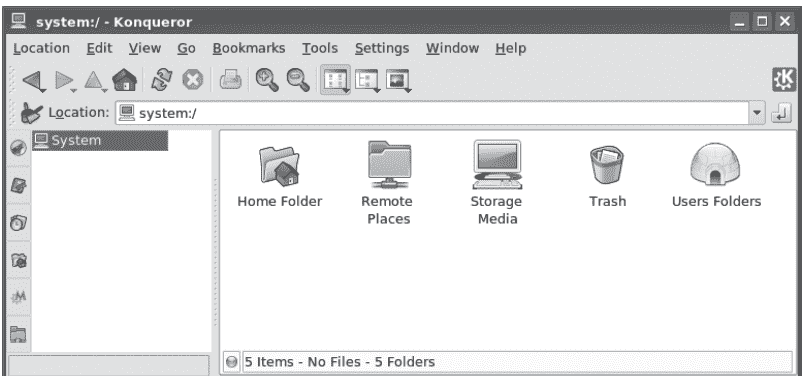 system:/ - Konqueror
Location Edit View Go Bookmarks Tools Settings Window Help
Location: system:/
System
Home Folder
Remote Places
Storage Media
Trash
Users Folders
5 Items - No Files - 5 Folders